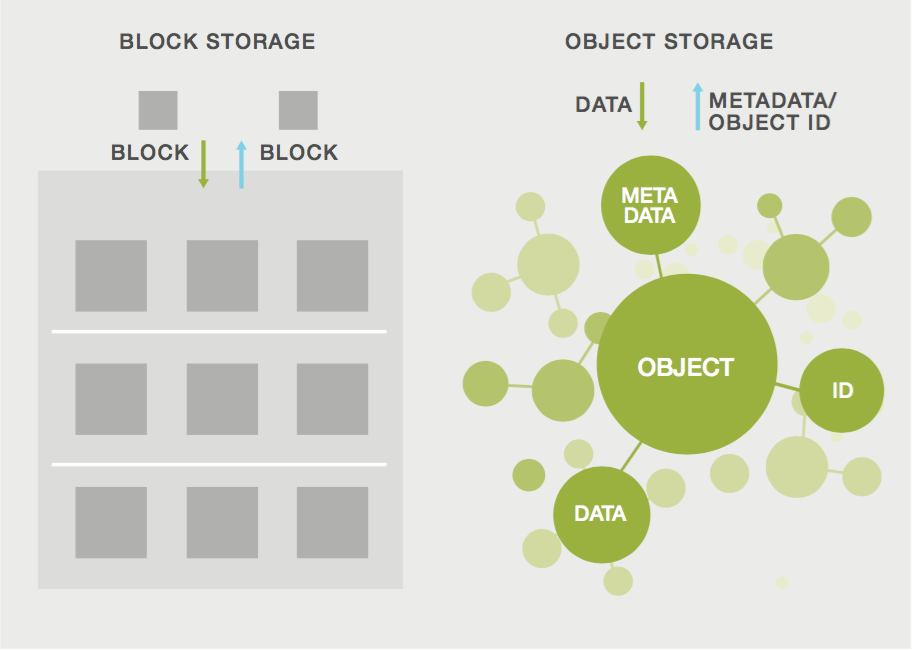 BLOCK STORAGE
BLOCK
BLOCK
OBJECT STORAGE
DATA
METADATA/
OBJECT ID
META
DATA
OBJECT
ID
DATA